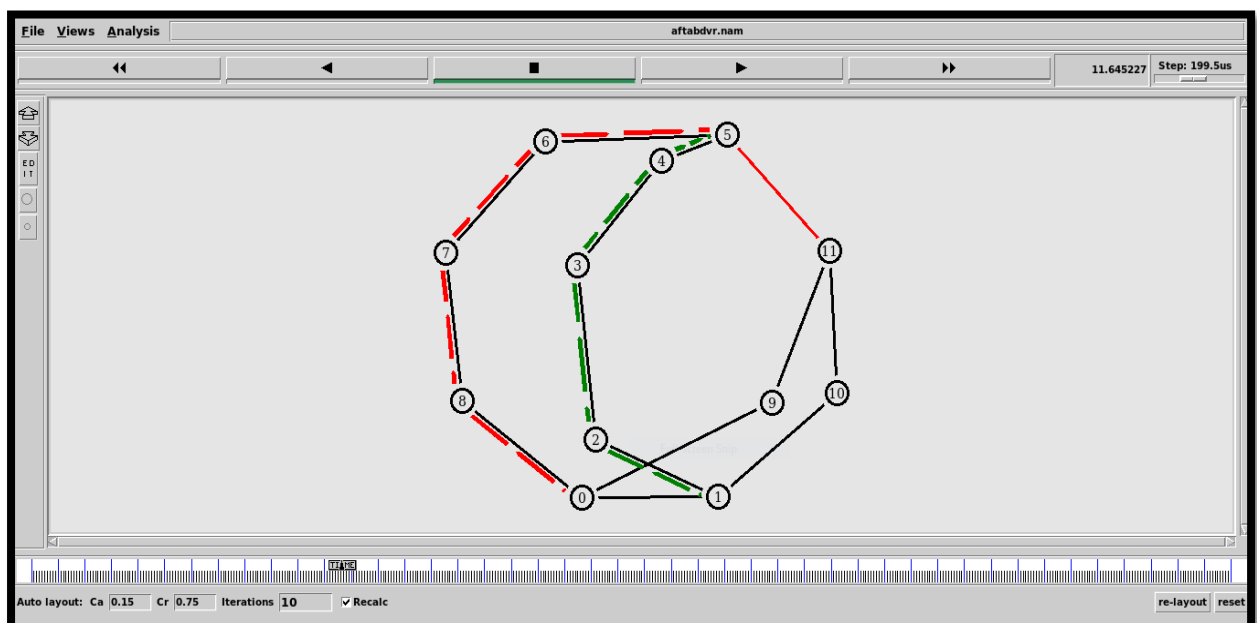 File Views Analysis aftabdvr.nam
11.645227 Step: 199.5us
ED
IT
6
5
4
7
11
3
8
9
10
2
0
1
TIME
Auto layout: Ca 0.15 Cr 0.75 Iterations 10 Recalc re-layout reset